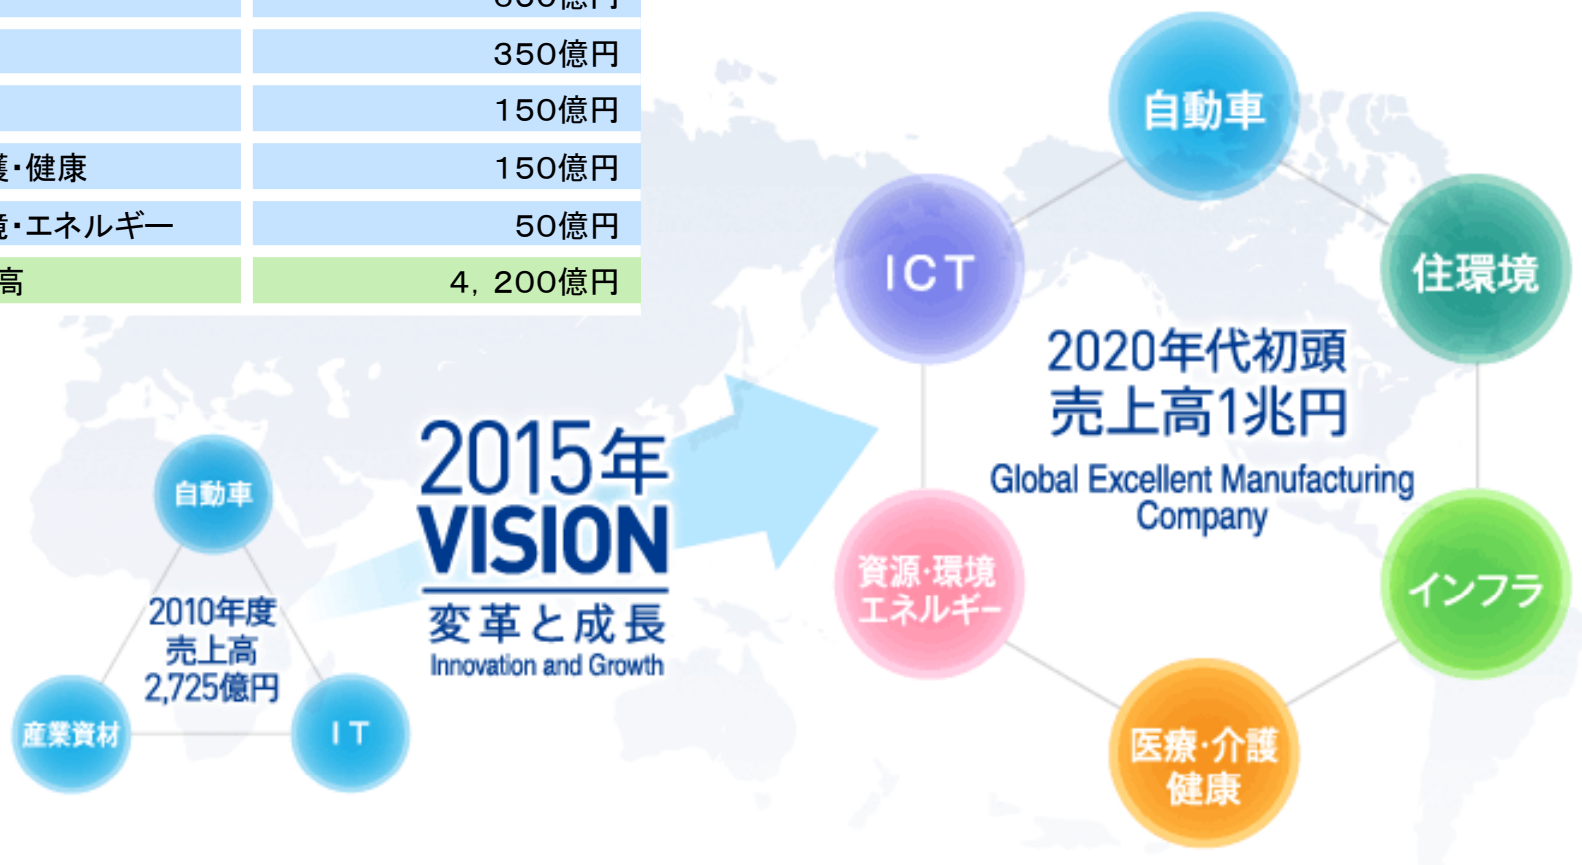 350億円
150億円
・健康 150億円
・エネルギー 50億円
高 4,200億円
自動車
ICT
住環境
2020年代初頭
売上高1兆円
Global Excellent Manufacturing
Company
資源・環境
エネルギー
インフラ
医療・介護
健康
2015年
VISION
変革と成長
Innovation and Growth
自動車
2010年度
売上高
2,725億円
産業資材
IT